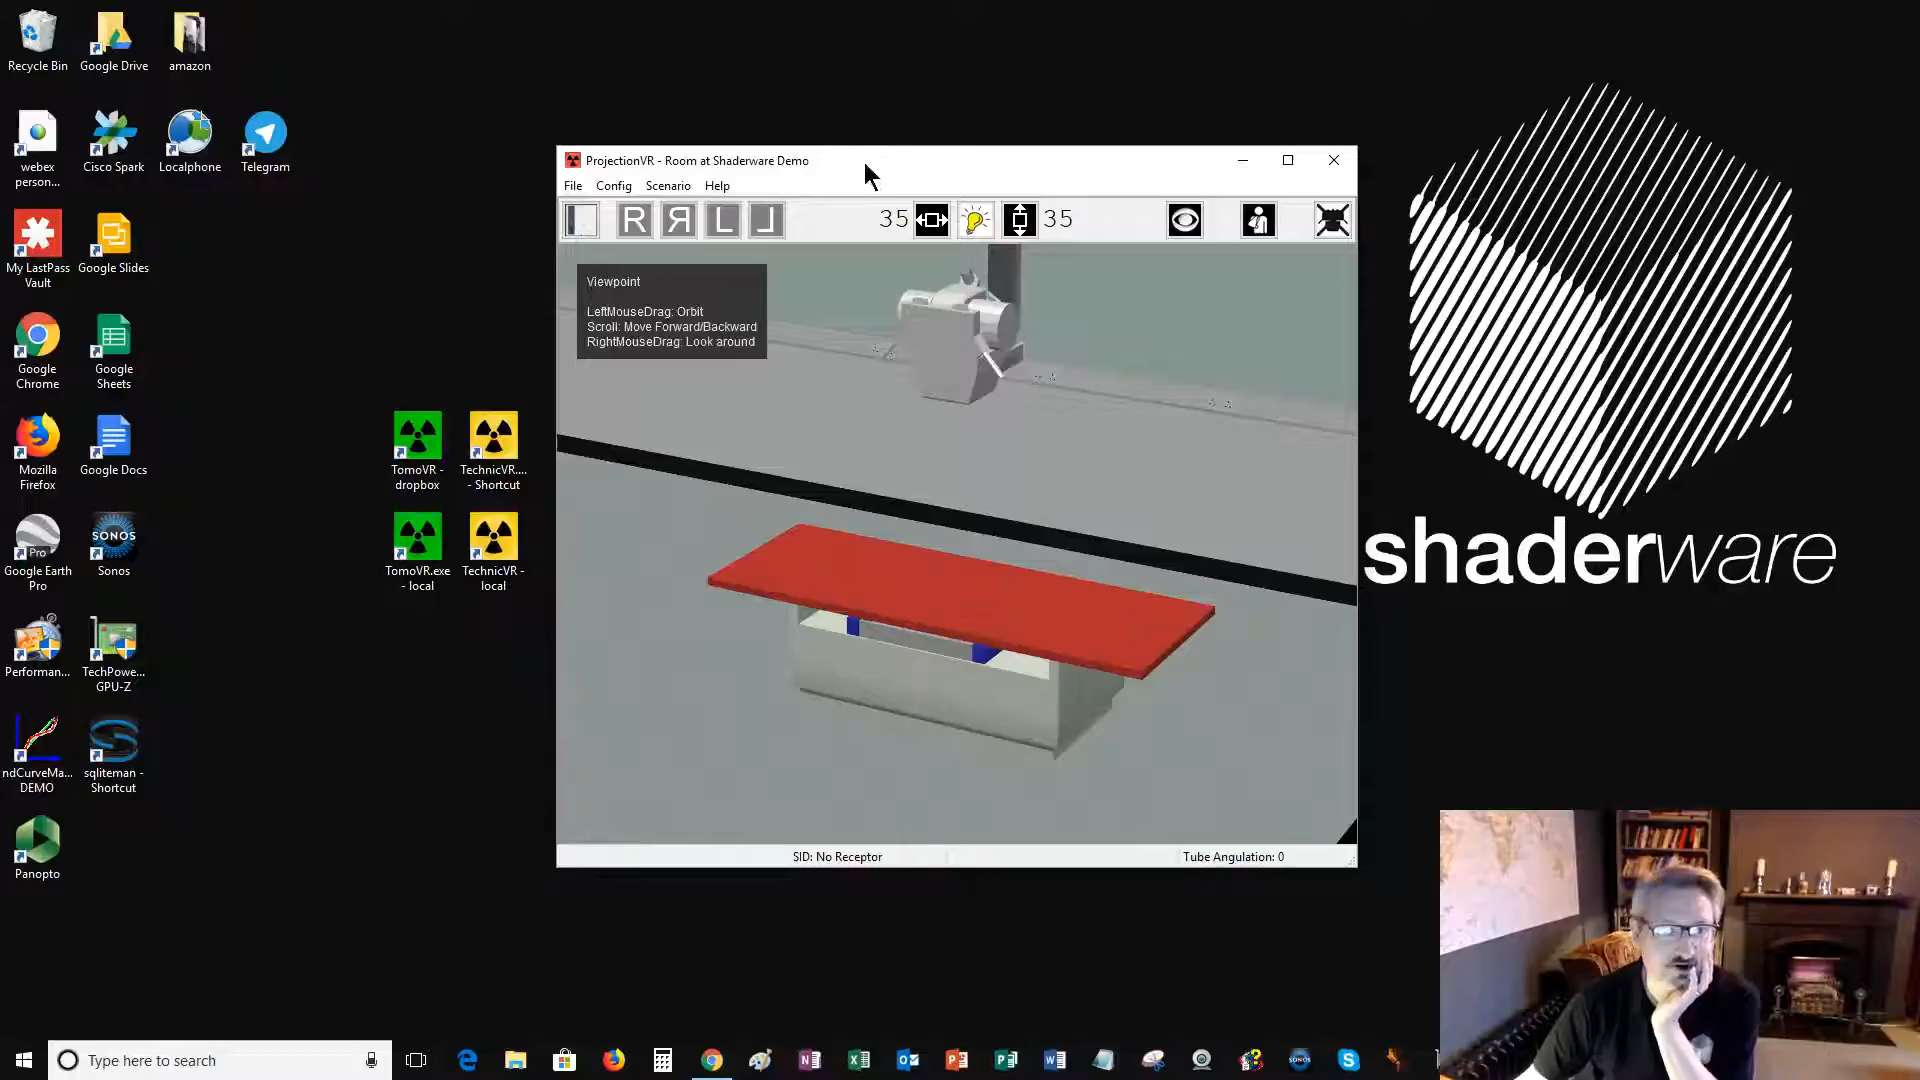 Recycle Bin
Google Drive
amazon
webex
person...
Cisco Spark
Localphone
Telegram
My LastPass
Vault
Google Slides
Google
Chrome
Google
Sheets
Mozilla
Firefox
Google Docs
Pro
Google Earth
Pro
SONOS
Sonos
Performan...
TechPowe...
GPU-Z
ndCurveMa...
DEMO
sqliteman -
Shortcut
Panopto
TomoVR -
dropbox
TechnicVR....
- Shortcut
TomoVR.exe
- local
TechnicVR -
local
ProjectionVR - Room at Shaderware Demo
File
Config
Scenario
Help
R
R
L
L
35
35
Viewpoint
LeftMouseDrag: Orbit
Scroll: Move Forward/Backward
RightMouseDrag: Look around
SID: No Receptor
Tube Angulation: 0
shaderware
Type here to search
SONOS